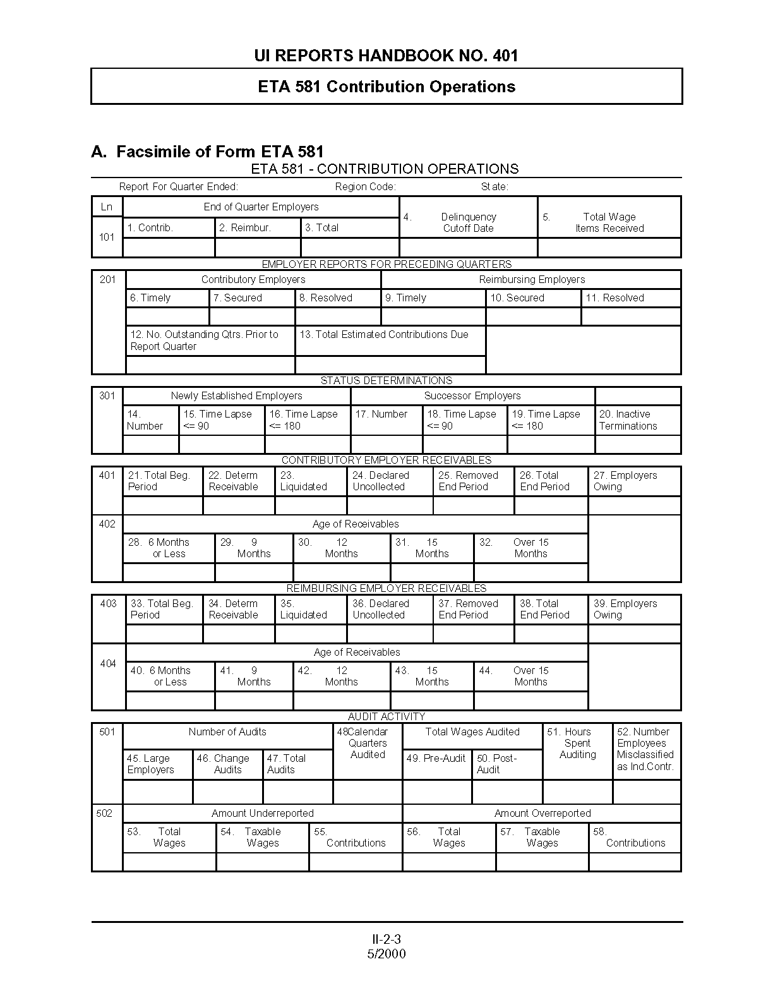 UI REPORTS HANDBOOK NO. 401
ETA 581 Contribution Operations
A. Facsimile of Form ETA 581
ETA 581 - CONTRIBUTION OPERATIONS
Report For Quarter Ended: Region Code: State:
Ln End of Quarter Employers 4. Delinquency Cutoff Date 5. Total Wage Items Received
101 1. Contrib. 2. Reimbur. 3. Total
EMPLOYER REPORTS FOR PRECEDING QUARTERS
201 Contributory Employers Reimbursing Employers
6. Timely 7. Secured 8. Resolved 9. Timely 10. Secured 11. Resolved
12. No. Outstanding Qtrs. Prior to 13. Total Estimated Contributions Due
Report Quarter
STATUS DETERMINATIONS
301 Newly Established Employers Successor Employers
14. 15. Time Lapse 16. Time Lapse 17. Number 18. Time Lapse 19. Time Lapse 20. Inactive
Number <= 90 <= 180 <= 90 <= 180 Terminations
CONTRIBUTORY EMPLOYER RECEIVABLES
401 21. Total Beg. 22. Determ 23. 24. Declared 25. Removed 26. Total 27. Employers
Period Receivable Liquidated Uncollected End Period End Period Owing
402 Age of Receivables
28. 6 Months 29. 9 30. 12 31. 15 32. Over 15
or Less Months Months Months Months
REIMBURSING EMPLOYER RECEIVABLES
403 33. Total Beg. 34. Determ 35. 36. Declared 37. Removed 38. Total 39. Employers
Period Receivable Liquidated Uncollected End Period End Period Owing
404 Age of Receivables
40. 6 Months 41. 9 42. 12 43. 15 44. Over 15
or Less Months Months Months Months
AUDIT ACTIVITY
501 Number of Audits 48Calendar Total Wages Audited 51. Hours 52. Number
Quarters Spent Employees
Audited Auditing Misclassified
45. Large 46. Change 47. Total 49. Pre-Audit 50. Post- as Ind.Contr.
Employers Audits Audits Audit
502 Amount Underreported Amount Overreported
53. Total 54. Taxable 55. 56. Total 57. Taxable 58.
Wages Wages Contributions Wages Wages Contributions
II-2-3
5/2000